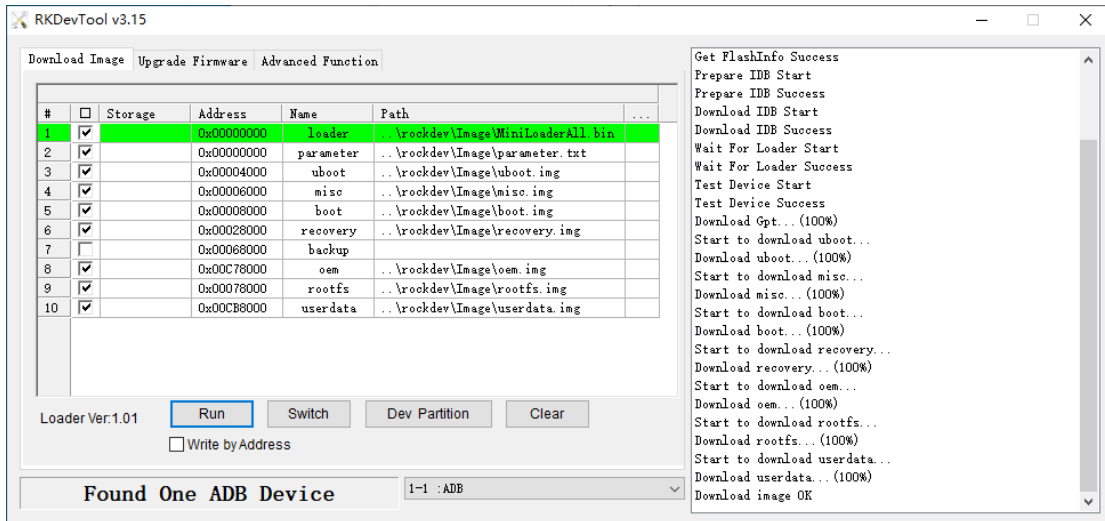 RKDevTool v3.15
Download Image Upgrade Firmware Advanced Function
# Storage Address Name Path ...
1 0x00000000 loader ..\rockdev\Image\MiniLoaderAll.bin
2 0x00000000 parameter ..\rockdev\Image\parameter.txt
3 0x00004000 uboot ..\rockdev\Image\uboot.img
4 0x00006000 misc ..\rockdev\Image\misc.img
5 0x00008000 boot ..\rockdev\Image\boot.img
6 0x00028000 recovery ..\rockdev\Image\recovery.img
7 0x00068000 backup
8 0x00C78000 oem ..\rockdev\Image\oem.img
9 0x00078000 rootfs ..\rockdev\Image\rootfs.img
10 0x00CB8000 userdata ..\rockdev\Image\userdata.img
Loader Ver:1.01 Run Switch Dev Partition Clear
Write by Address
Found One ADB Device 1-1 :ADB
Get FlashInfo Success
Prepare IDB Start
Prepare IDB Success
Download IDB Start
Download IDB Success
Wait For Loader Start
Wait For Loader Success
Test Device Start
Test Device Success
Download Gpt...(100%)
Start to download uboot...
Download uboot...(100%)
Start to download misc...
Download misc...(100%)
Start to download boot...
Download boot...(100%)
Start to download recovery...
Download recovery...(100%)
Start to download oem...
Download oem...(100%)
Start to download rootfs...
Download rootfs...(100%)
Start to download userdata...
Download userdata...(100%)
Download image OK